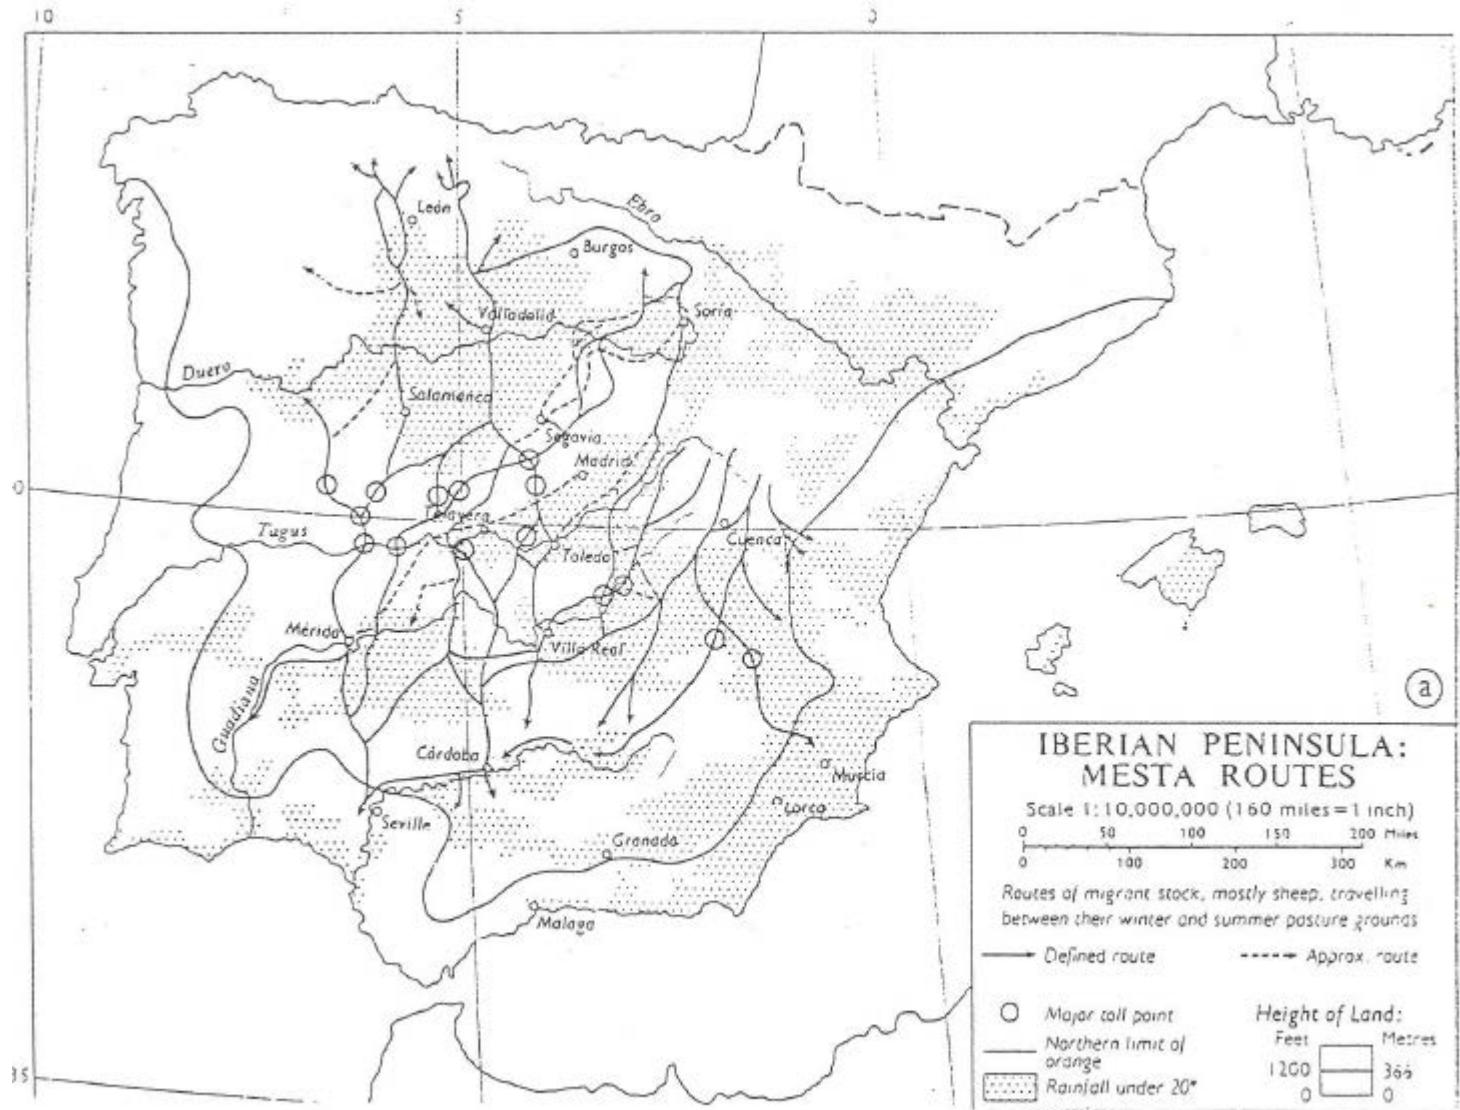 10
5
0
León
Ebro
Burgos
Valladolid
Soria
Duero
Salamanca
Segovia
Madrid
0
Talavera
Tugus
Toledo
Cuenca
Mérida
Villa Real
Guadiana
a
Córdoba
Murcia
Lorca
Seville
Granada
Malaga
35
IBERIAN PENINSULA:
MESTA ROUTES
Scale 1:10,000,000 (160 miles = 1 inch)
0 50 100 150 200 Miles
0 100 200 300 Km
Routes of migrant stock, mostly sheep, travelling
between their winter and summer pasture grounds
Defined route
Approx. route
Major toll point
Northern limit of
orange
Rainfall under 20"
Height of Land:
Feet Metres
1200 366
0 0